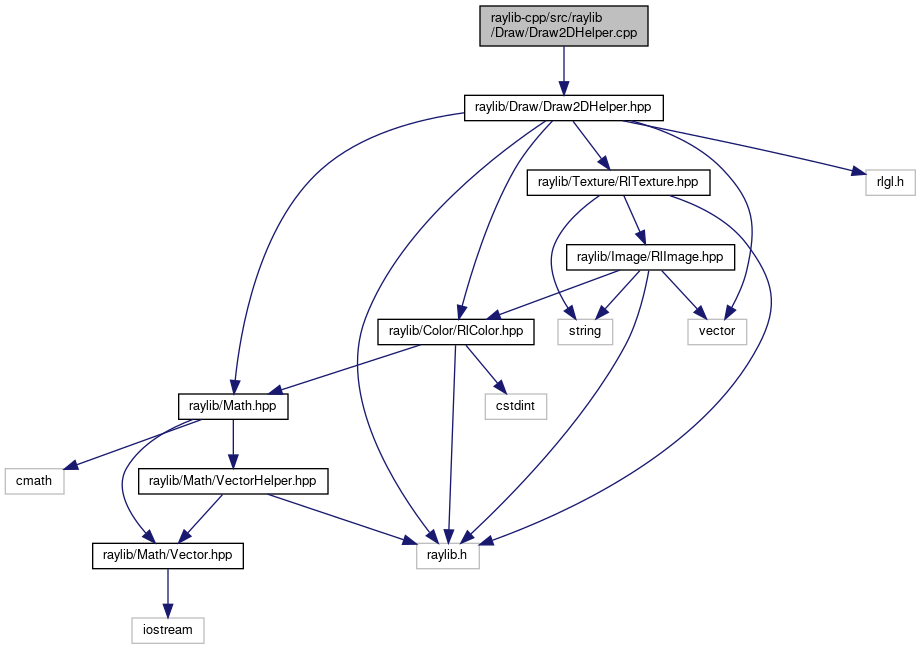 raylib-cpp/src/raylib
/Draw/Draw2DHelper.cpp
raylib/Draw/Draw2DHelper.hpp
raylib/Texture/RlTexture.hpp
rlgl.h
raylib/Image/RlImage.hpp
raylib/Color/RlColor.hpp
string
vector
raylib/Math.hpp
cstdint
cmath
raylib/Math/VectorHelper.hpp
raylib/Math/Vector.hpp
raylib.h
iostream